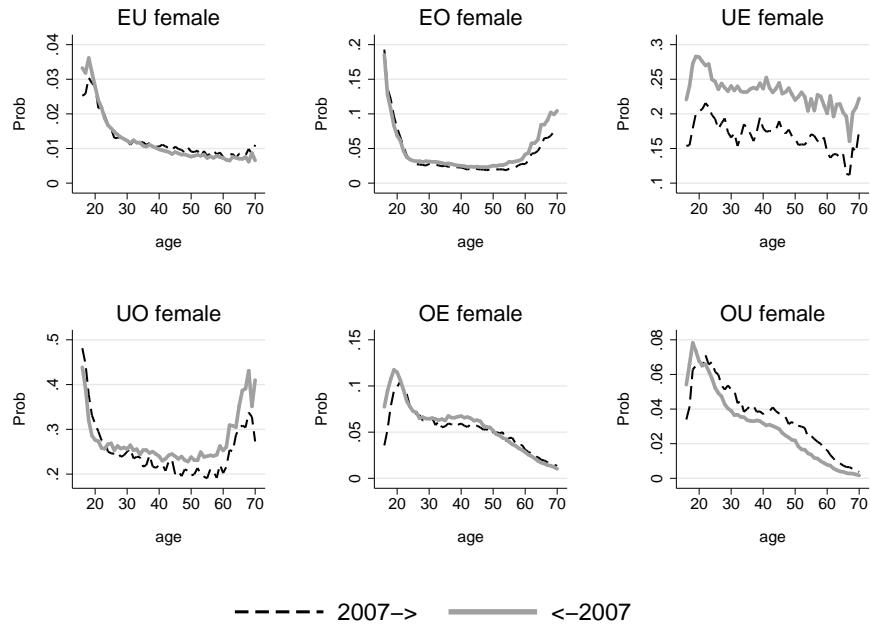 EU female EO female UE female
.04 .2 .3
.03 .15 .25
Prob .02 Prob .1 Prob .2
.01 .05 .15
0 0 .1
20 30 40 50 60 70 20 30 40 50 60 70 20 30 40 50 60 70
age age age
UO female OE female OU female
.5 .15 .08
.4 .1 .06
Prob Prob Prob .04
.3 .05 .02
.2 0 0
20 30 40 50 60 70 20 30 40 50 60 70 20 30 40 50 60 70
age age age
2007−> <−2007